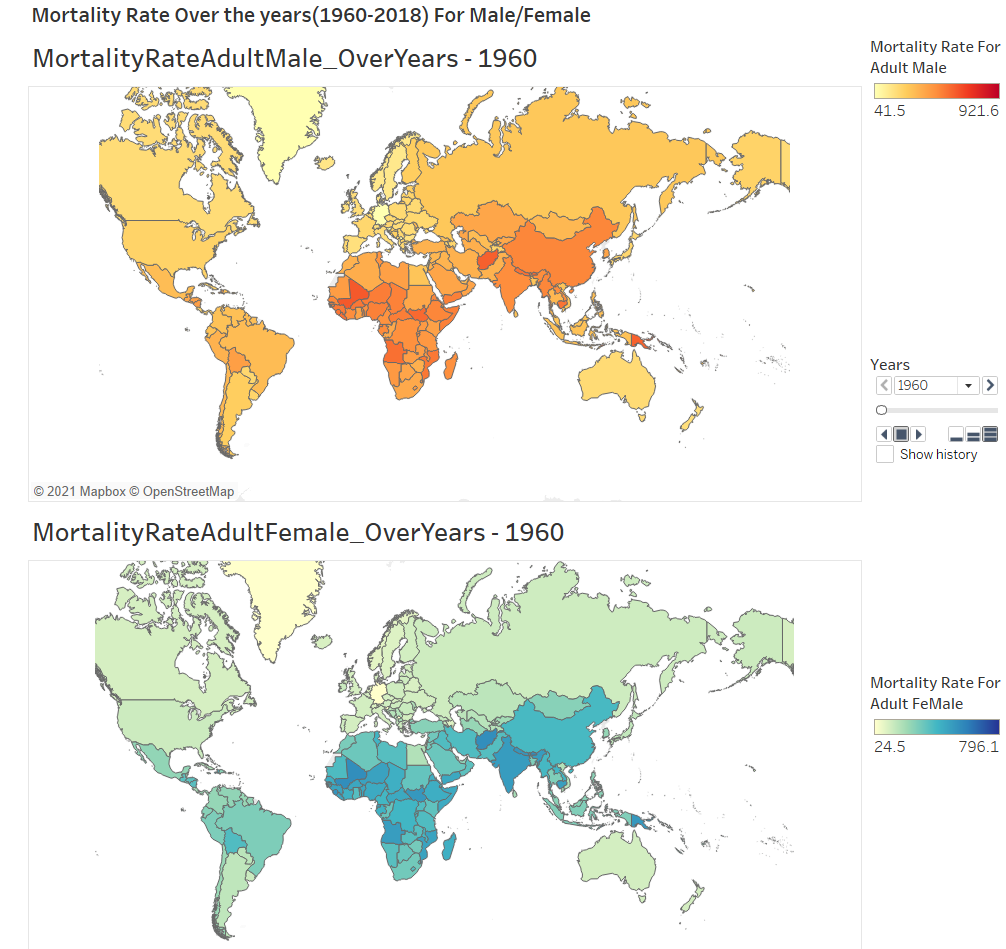 Mortality Rate Over the years(1960-2018) For Male/Female
MortalityRateAdultMale_OverYears - 1960
Mortality Rate For
Adult Male
41.5 921.6
Years
1960
Show history
© 2021 Mapbox © OpenStreetMap
MortalityRateAdultFemale_OverYears - 1960
Mortality Rate For
Adult FeMale
24.5 796.1